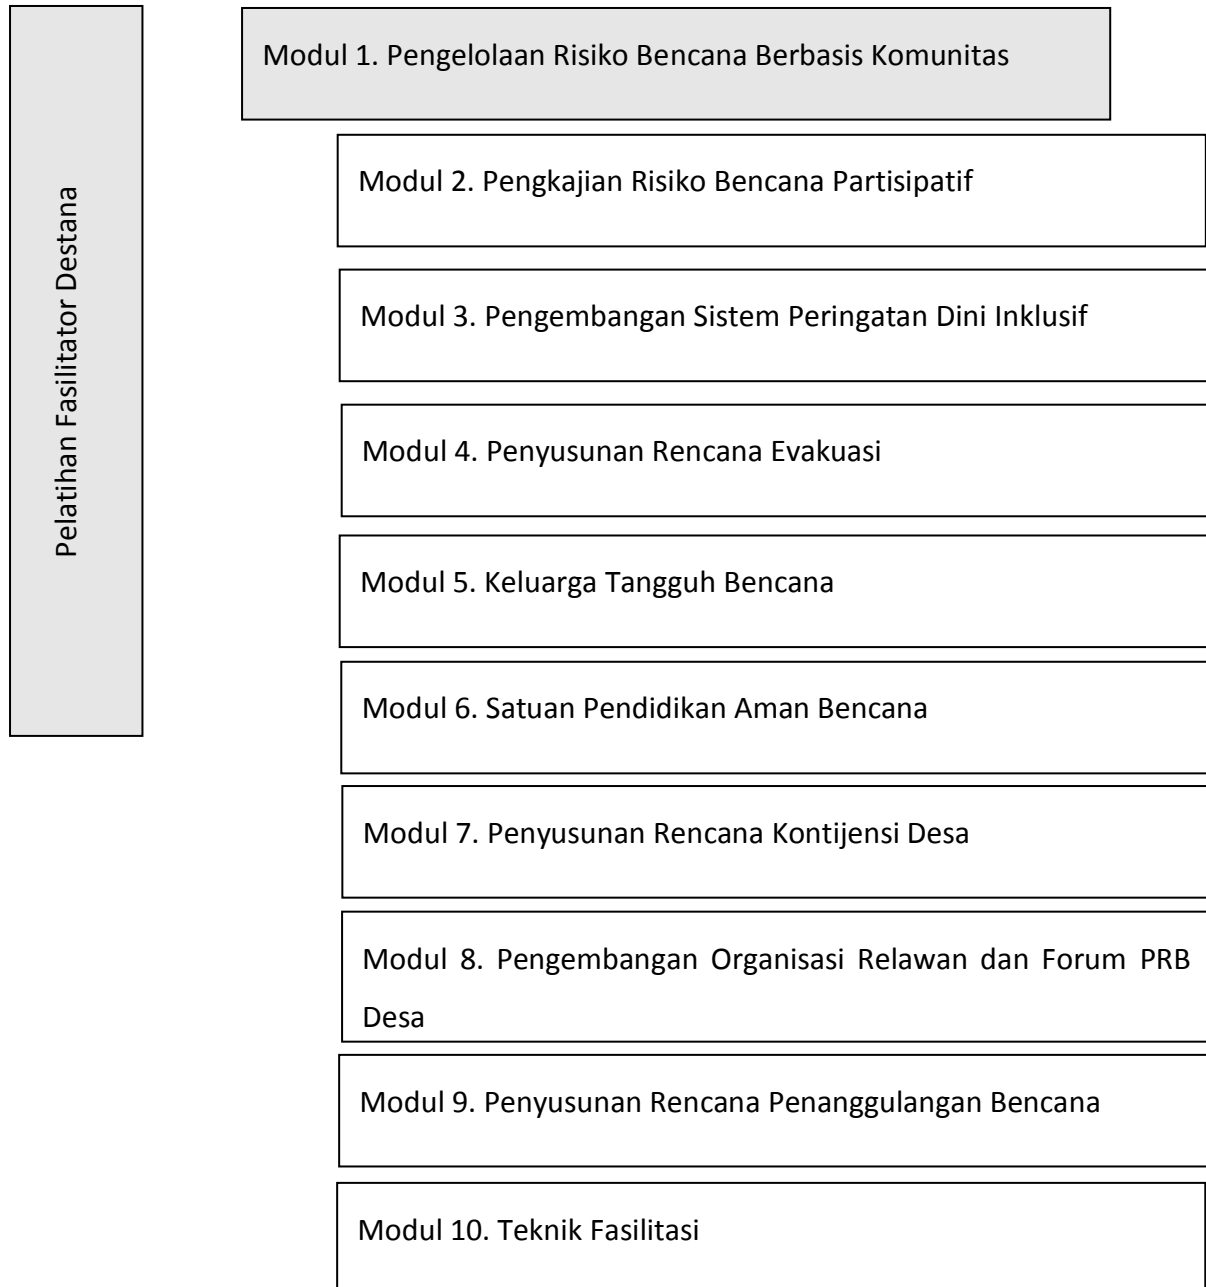 Pelatihan Fasilitator Destana
Modul 1. Pengelolaan Risiko Bencana Berbasis Komunitas
Modul 2. Pengkajian Risiko Bencana Partisipatif
Modul 3. Pengembangan Sistem Peringatan Dini Inklusif
Modul 4. Penyusunan Rencana Evakuasi
Modul 5. Keluarga Tangguh Bencana
Modul 6. Satuan Pendidikan Aman Bencana
Modul 7. Penyusunan Rencana Kontijensi Desa
Modul 8. Pengembangan Organisasi Relawan dan Forum PRB
Desa
Modul 9. Penyusunan Rencana Penanggulangan Bencana
Modul 10. Teknik Fasilitasi